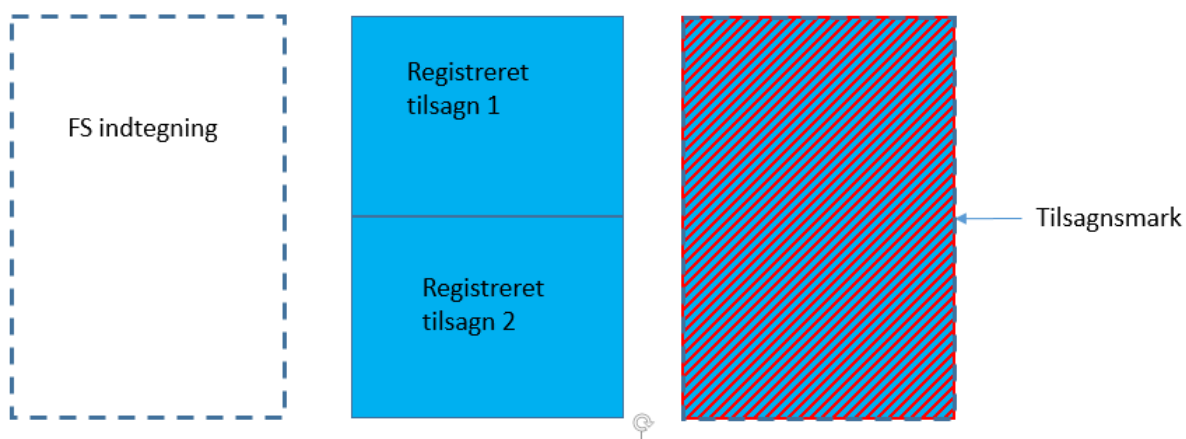 FS indtegning
Registreret
tilsagn 1
Registreret
tilsagn 2
Tilsagnsmark